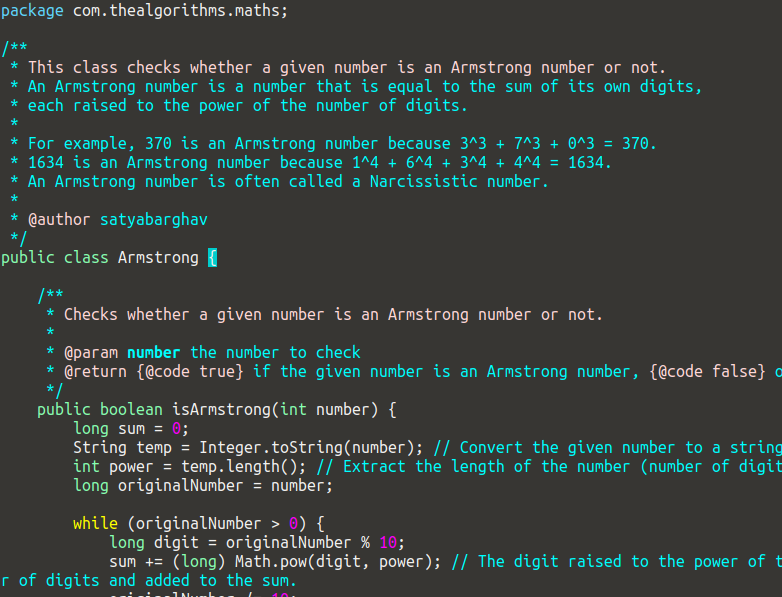 package com.thealgorithms.maths;
/**
 * This class checks whether a given number is an Armstrong number or not.
 * An Armstrong number is a number that is equal to the sum of its own digits,
 * each raised to the power of the number of digits.
 *
 * For example, 370 is an Armstrong number because 3^3 + 7^3 + 0^3 = 370.
 * 1634 is an Armstrong number because 1^4 + 6^4 + 3^4 + 4^4 = 1634.
 * An Armstrong number is often called a Narcissistic number.
 *
 * @author satyabarghav
 */
public class Armstrong {
    /**
     * Checks whether a given number is an Armstrong number or not.
     *
     * @param number the number to check
     * @return {@code true} if the given number is an Armstrong number, {@code false} o
     */
    public boolean isArmstrong(int number) {
        long sum = 0;
        String temp = Integer.toString(number); // Convert the given number to a string
        int power = temp.length(); // Extract the length of the number (number of digit
        long originalNumber = number;
        while (originalNumber > 0) {
            long digit = originalNumber % 10;
            sum += (long) Math.pow(digit, power); // The digit raised to the power of t
r of digits and added to the sum.
            originalNumber /= 10;